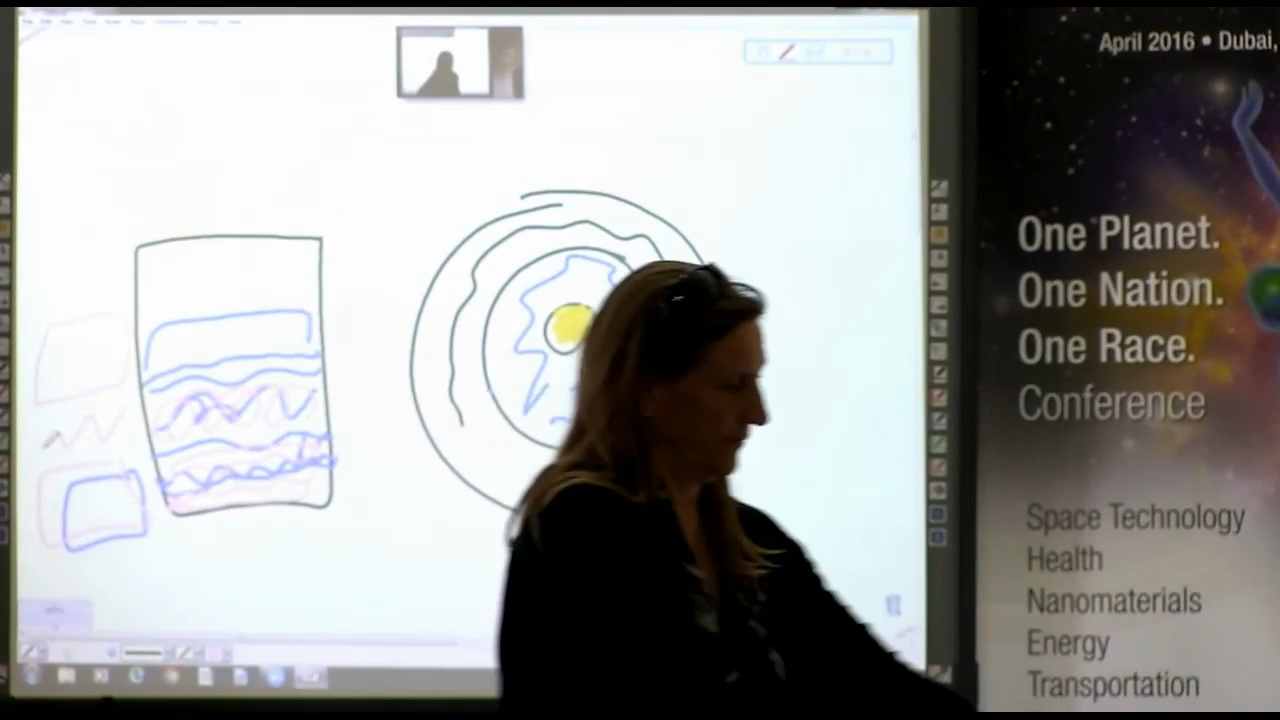 April 2016 • Dubai,
One Planet.
One Nation.
One Race.
Conference
Space Technology
Health
Nanomaterials
Energy
Transportation